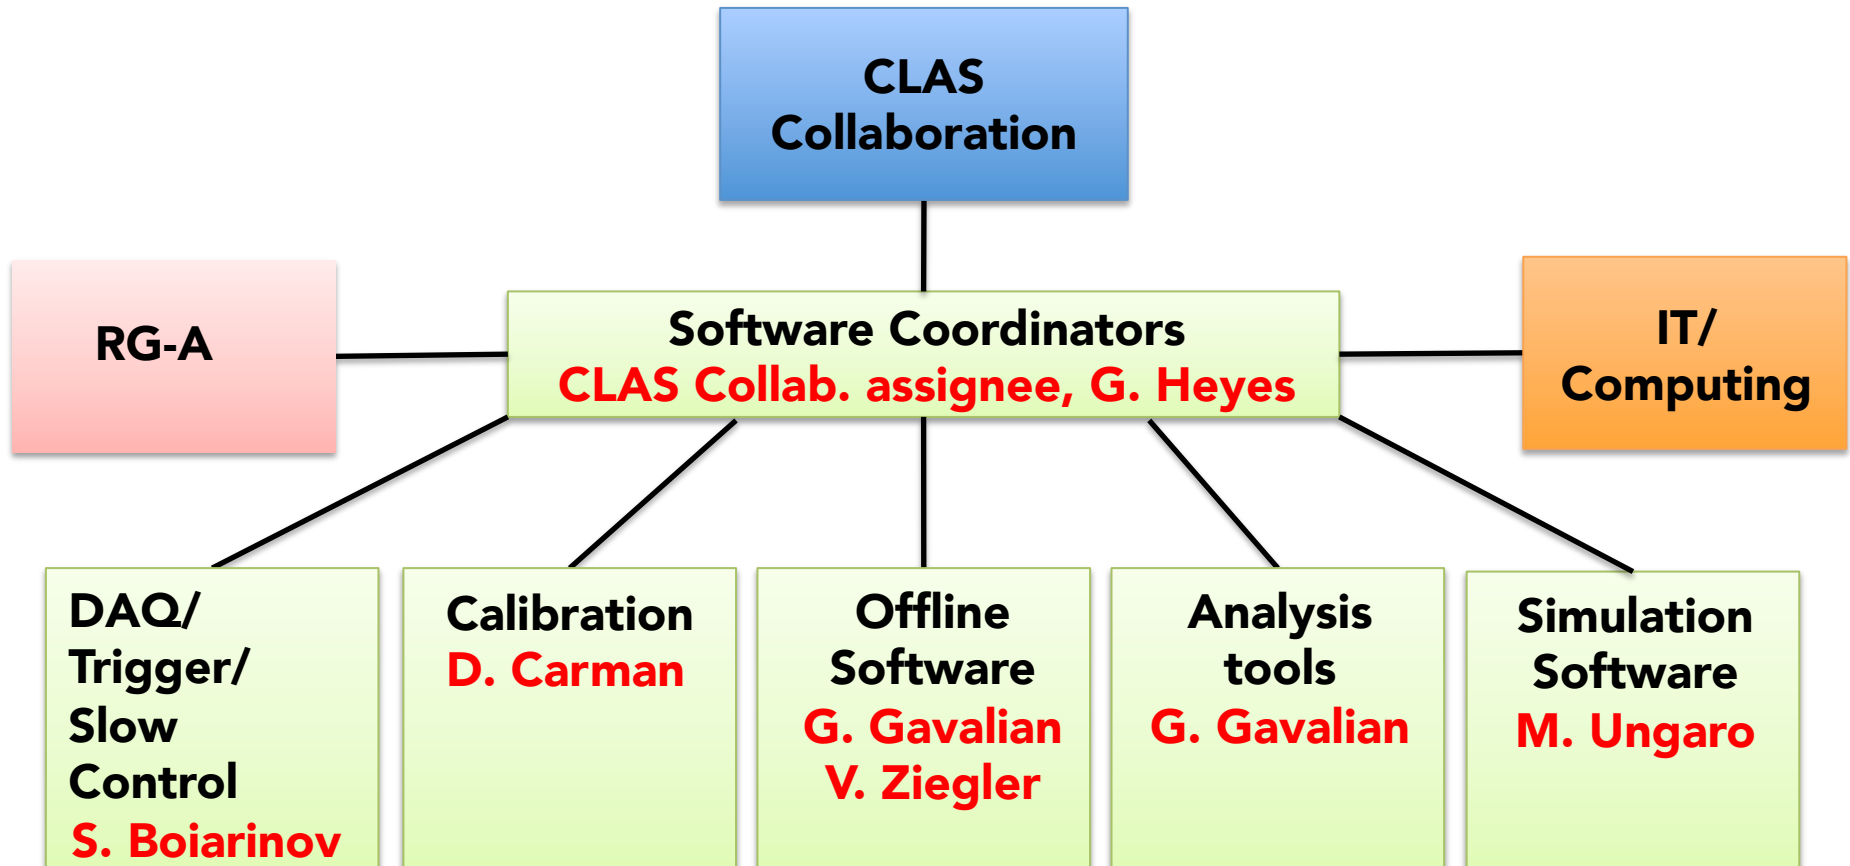 CLAS
Collaboration
RG-A
Software Coordinators
CLAS Collab. assignee, G. Heyes
IT/
Computing
DAQ/
Trigger/
Slow
Control
S. Boiarinov
Calibration
D. Carman
Offline
Software
G. Gavalian
V. Ziegler
Analysis
tools
G. Gavalian
Simulation
Software
M. Ungaro